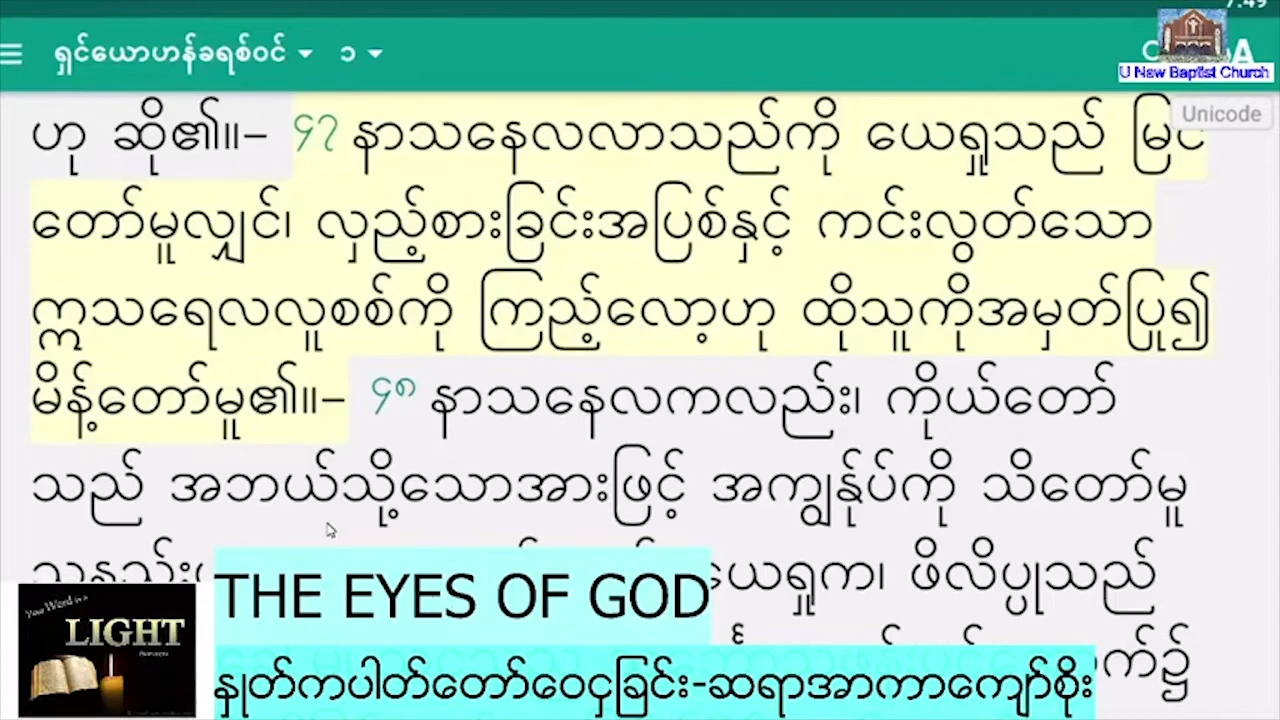 7:49
ရှင်ယောဟန်ခရစ်ဝင် ၁
U New Baptist Church
Unicode
ဟု ဆို၏။– ၄၇ နာသနေလလာသည်ကို ယေရှုသည် မြင်
တော်မူလျှင်၊ လှည့်စားခြင်းအပြစ်နှင့် ကင်းလွတ်သော
ဣသရေလလူစစ်ကို ကြည့်လော့ဟု ထိုသူကိုအမှတ်ပြု၍
မိန့်တော်မူ၏။– ၄၈ နာသနေလကလည်း၊ ကိုယ်တော်
သည် အဘယ်သို့သောအားဖြင့် အကျွန်ုပ်ကို သိတော်မူ
ယေရှုက၊ ဖိလိပ္ပုသည်
Your Word is a
LIGHT
THE EYES OF GOD
နှုတ်ကပါတ်တော်ဝေငှခြင်း-ဆရာအာကာကျော်စိုး